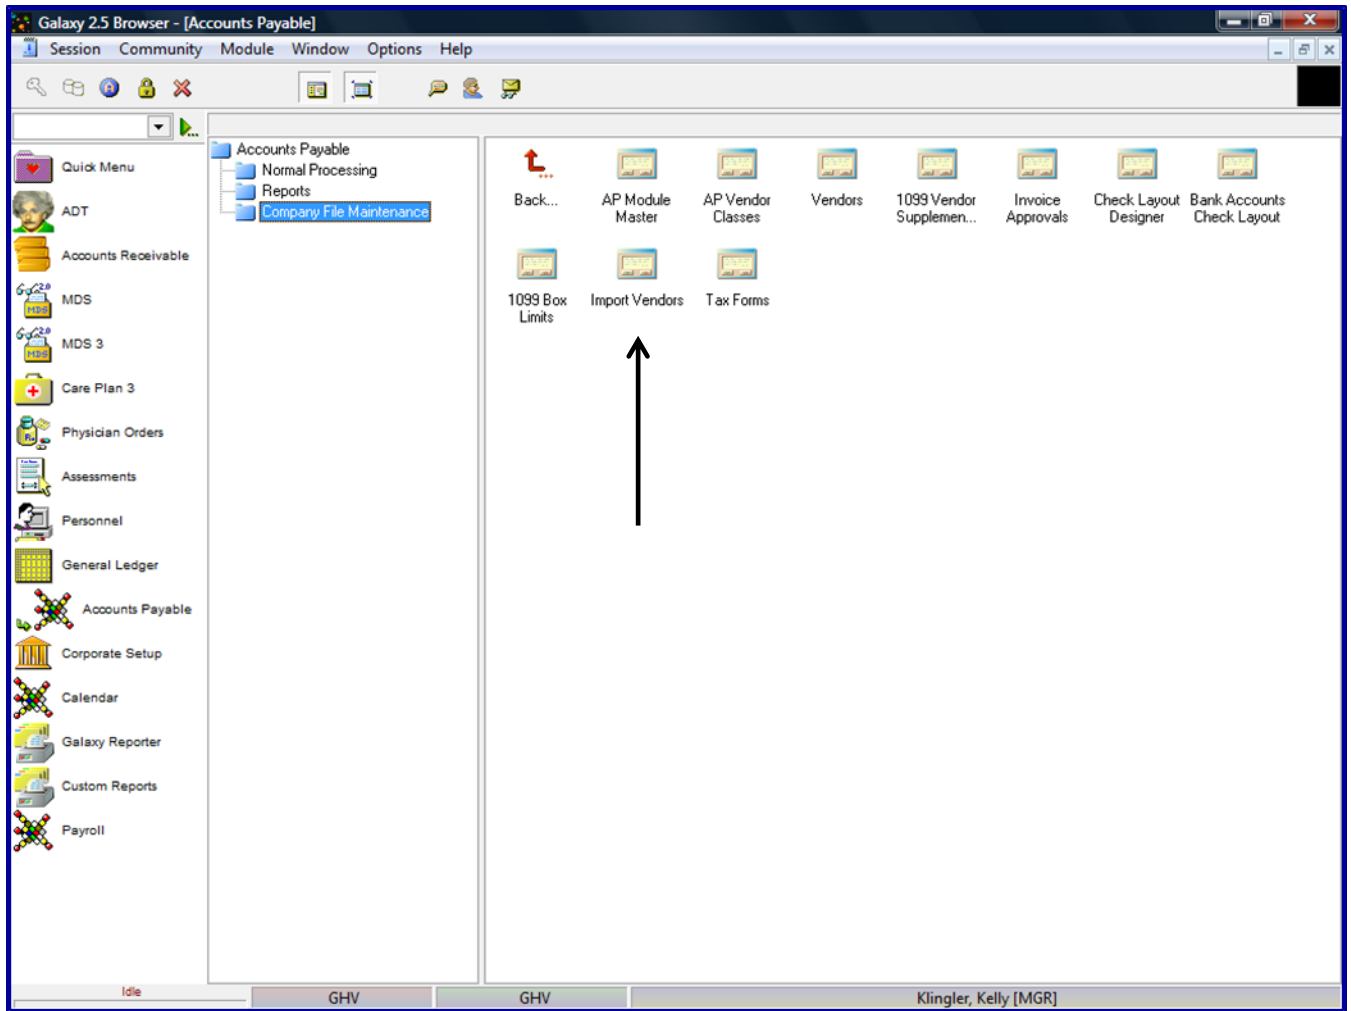 Galaxy 2.5 Browser - [Accounts Payable]
Session Community Module Window Options Help
Accounts Payable
Normal Processing
Reports
Company File Maintenance
Quick Menu
ADT
Accounts Receivable
MDS
MDS 3
Care Plan 3
Physician Orders
Assessments
Personnel
General Ledger
Accounts Payable
Corporate Setup
Calendar
Galaxy Reporter
Custom Reports
Payroll
Back...
AP Module
Master
AP Vendor
Classes
Vendors
1099 Vendor
Supplemen...
Invoice
Approvals
Check Layout
Designer
Bank Accounts
Check Layout
1099 Box
Limits
Import Vendors
Tax Forms
Idle
GHV
GHV
Klingler, Kelly [MGR]